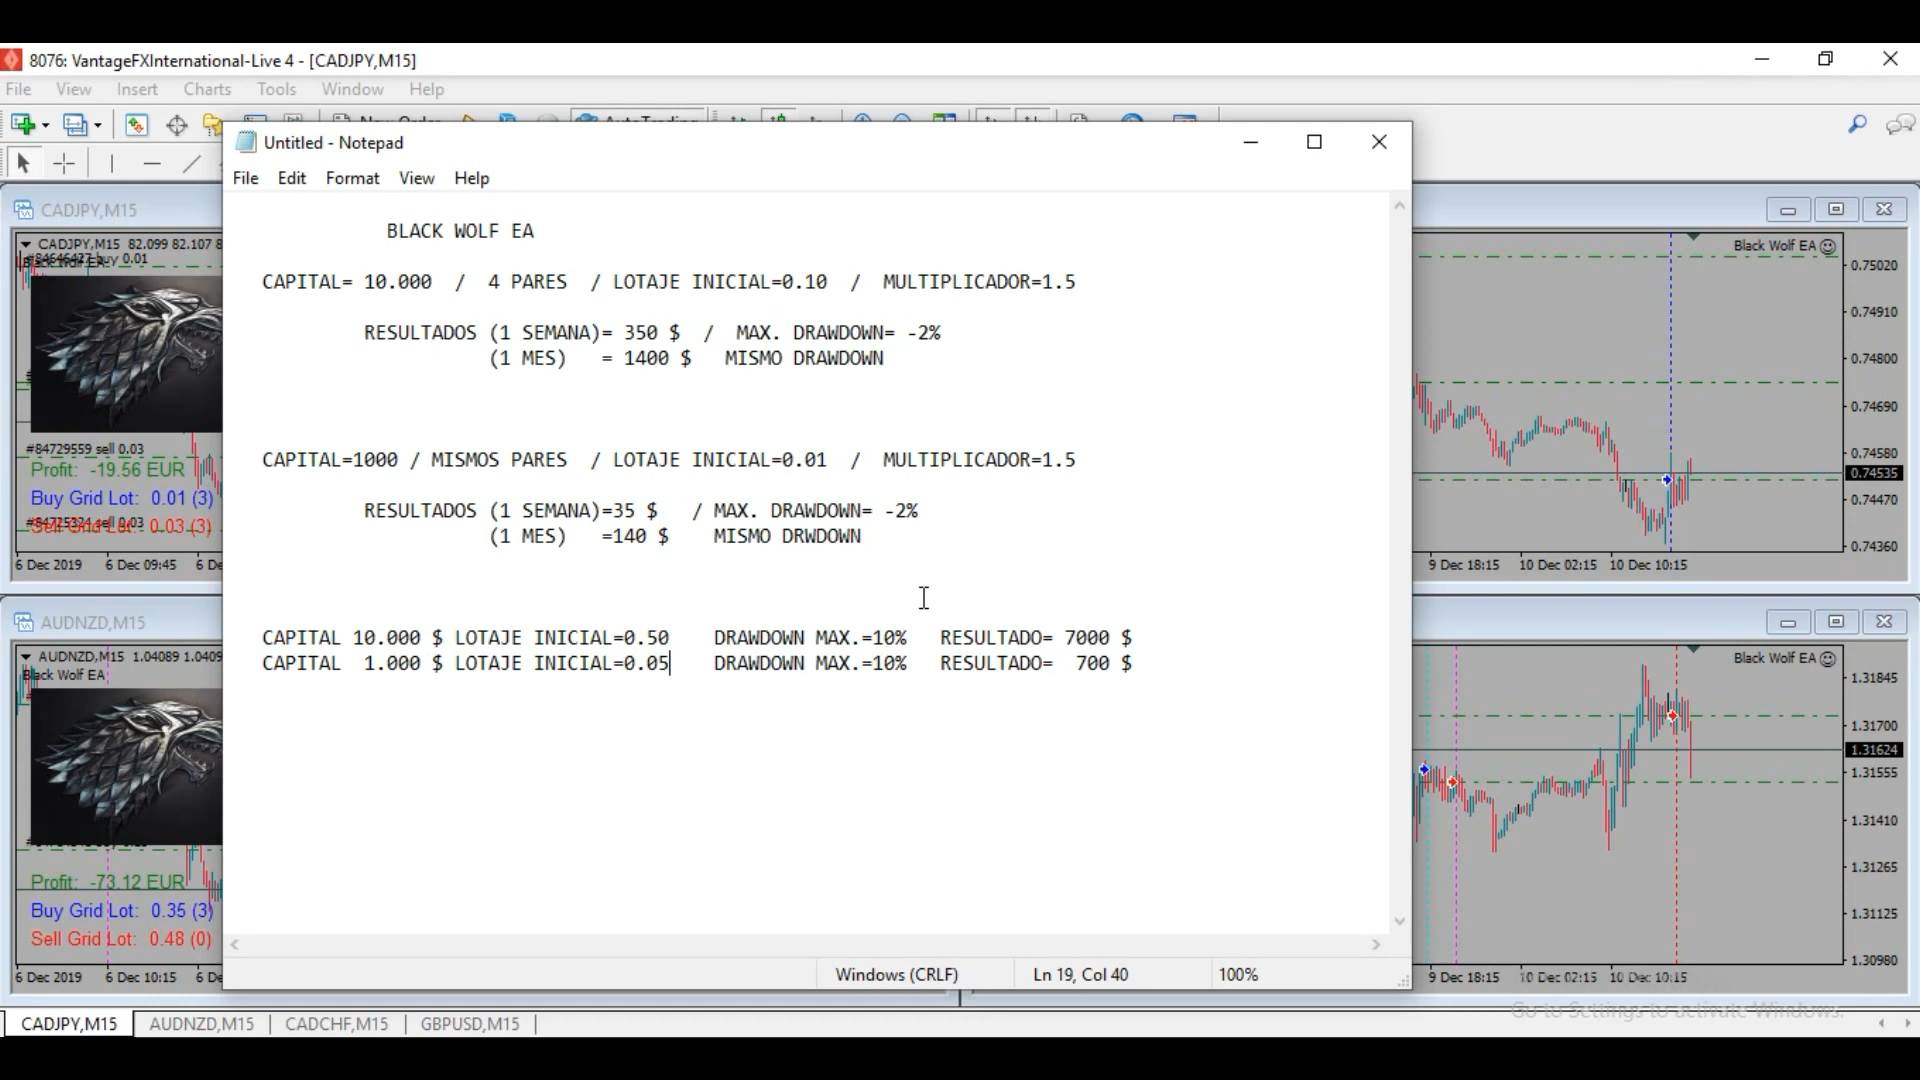 8076: VantageFXInternational-Live 4 - [CADJPY,M15]
File View Insert Charts Tools Window Help
Untitled - Notepad
File Edit Format View Help
BLACK WOLF EA
CAPITAL= 10.000 / 4 PARES / LOTAJE INICIAL=0.10 / MULTIPLICADOR=1.5
RESULTADOS (1 SEMANA)= 350 $ / MAX. DRAWDOWN= -2%
(1 MES) = 1400 $ MISMO DRAWDOWN
CAPITAL=1000 / MISMOS PARES / LOTAJE INICIAL=0.01 / MULTIPLICADOR=1.5
RESULTADOS (1 SEMANA)=35 $ / MAX. DRAWDOWN= -2%
(1 MES) =140 $ MISMO DRWDOWN
CAPITAL 10.000 $ LOTAJE INICIAL=0.50 DRAWDOWN MAX.=10% RESULTADO= 7000 $
CAPITAL 1.000 $ LOTAJE INICIAL=0.05 DRAWDOWN MAX.=10% RESULTADO= 700 $
Windows (CRLF) Ln 19, Col 40 100%
CADJPY,M15
CADJPY,M15 82.099 82.107
#84729559 sell 0.03
Profit: -19.56 EUR
Buy Grid Lot: 0.01 (3)
Sell Grid Lot: 0.03 (3)
6 Dec 2019 6 Dec 09:45
AUDNZD,M15
AUDNZD,M15 1.04089
Black Wolf EA
Profit: -73.12 EUR
Buy Grid Lot: 0.35 (3)
Sell Grid Lot: 0.48 (0)
6 Dec 2019 6 Dec 10:15
Black Wolf EA
0.75020
0.74910
0.74800
0.74690
0.74580
0.74535
0.74470
0.74360
9 Dec 18:15 10 Dec 02:15 10 Dec 10:15
Black Wolf EA
1.31845
1.31700
1.31624
1.31555
1.31410
1.31265
1.31125
1.30980
9 Dec 18:15 10 Dec 02:15 10 Dec 10:15
Go to Settings to activate Windows.
CADJPY,M15 AUDNZD,M15 CADCHF,M15 GBPUSD,M15